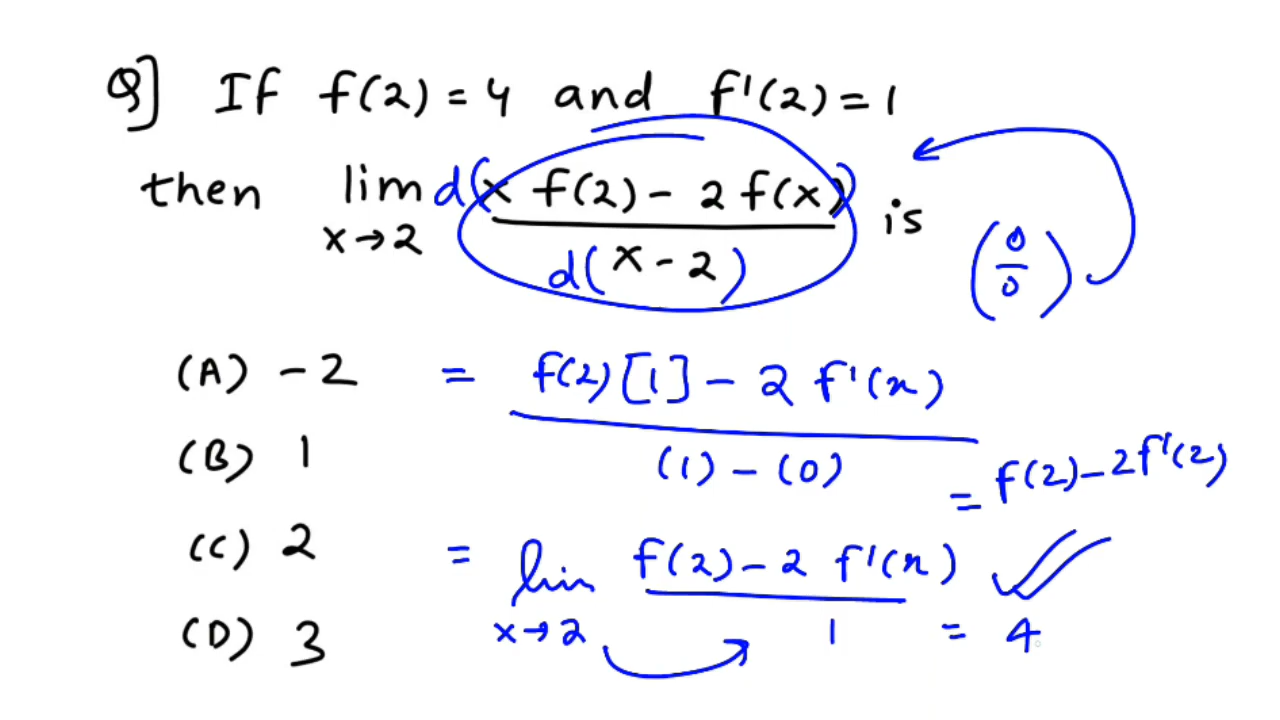 Q] If f(2) = 4 and f'(2) = 1
then lim d(x f(2) - 2 f(x)) is
x→2 d(x - 2) (0/0)
(A) -2 = f(2)[1] - 2 f'(x)
(B) 1 (1) - (0) = f(2) - 2f'(2)
(C) 2 = lim f(2) - 2 f'(x)
x→2 1 = 4
(D) 3